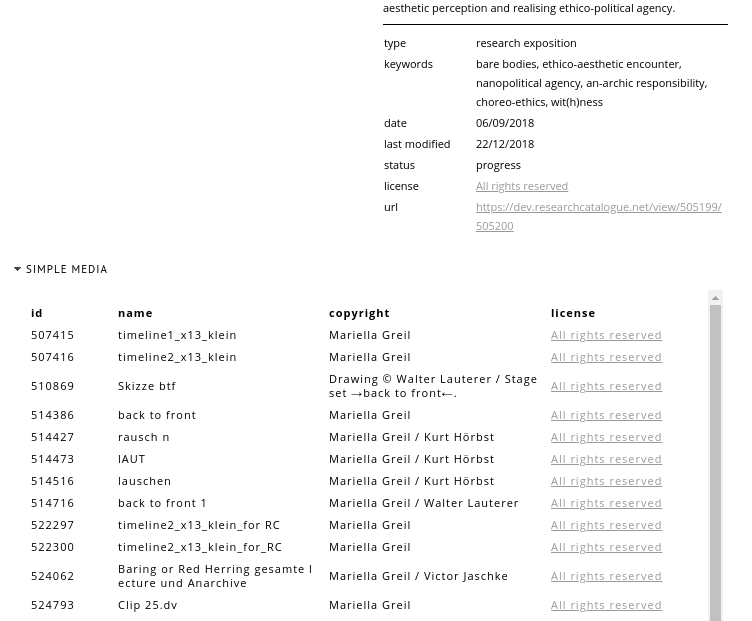 aesthetic perception and realising ethico-political agency.
type research exposition
keywords bare bodies, ethico-aesthetic encounter,
nanopolitical agency, an-archic responsibility,
choreo-ethics, wit(h)ness
date 06/09/2018
last modified 22/12/2018
status progress
license All rights reserved
url https://dev.researchcatalogue.net/view/505199/
505200
SIMPLE MEDIA
id name copyright license
507415 timeline1_x13_klein Mariella Greil All rights reserved
507416 timeline2_x13_klein Mariella Greil All rights reserved
510869 Skizze btf Drawing © Walter Lauterer / Stage
set →back to front←. All rights reserved
514386 back to front Mariella Greil All rights reserved
514427 rausch n Mariella Greil / Kurt Hörbst All rights reserved
514473 lAUT Mariella Greil / Kurt Hörbst All rights reserved
514516 lauschen Mariella Greil / Kurt Hörbst All rights reserved
514716 back to front 1 Mariella Greil / Walter Lauterer All rights reserved
522297 timeline2_x13_klein_for RC Mariella Greil All rights reserved
522300 timeline2_x13_klein_for_RC Mariella Greil All rights reserved
524062 Baring or Red Herring gesamte l
ecture und Anarchive Mariella Greil / Victor Jaschke All rights reserved
524793 Clip 25.dv Mariella Greil All rights reserved